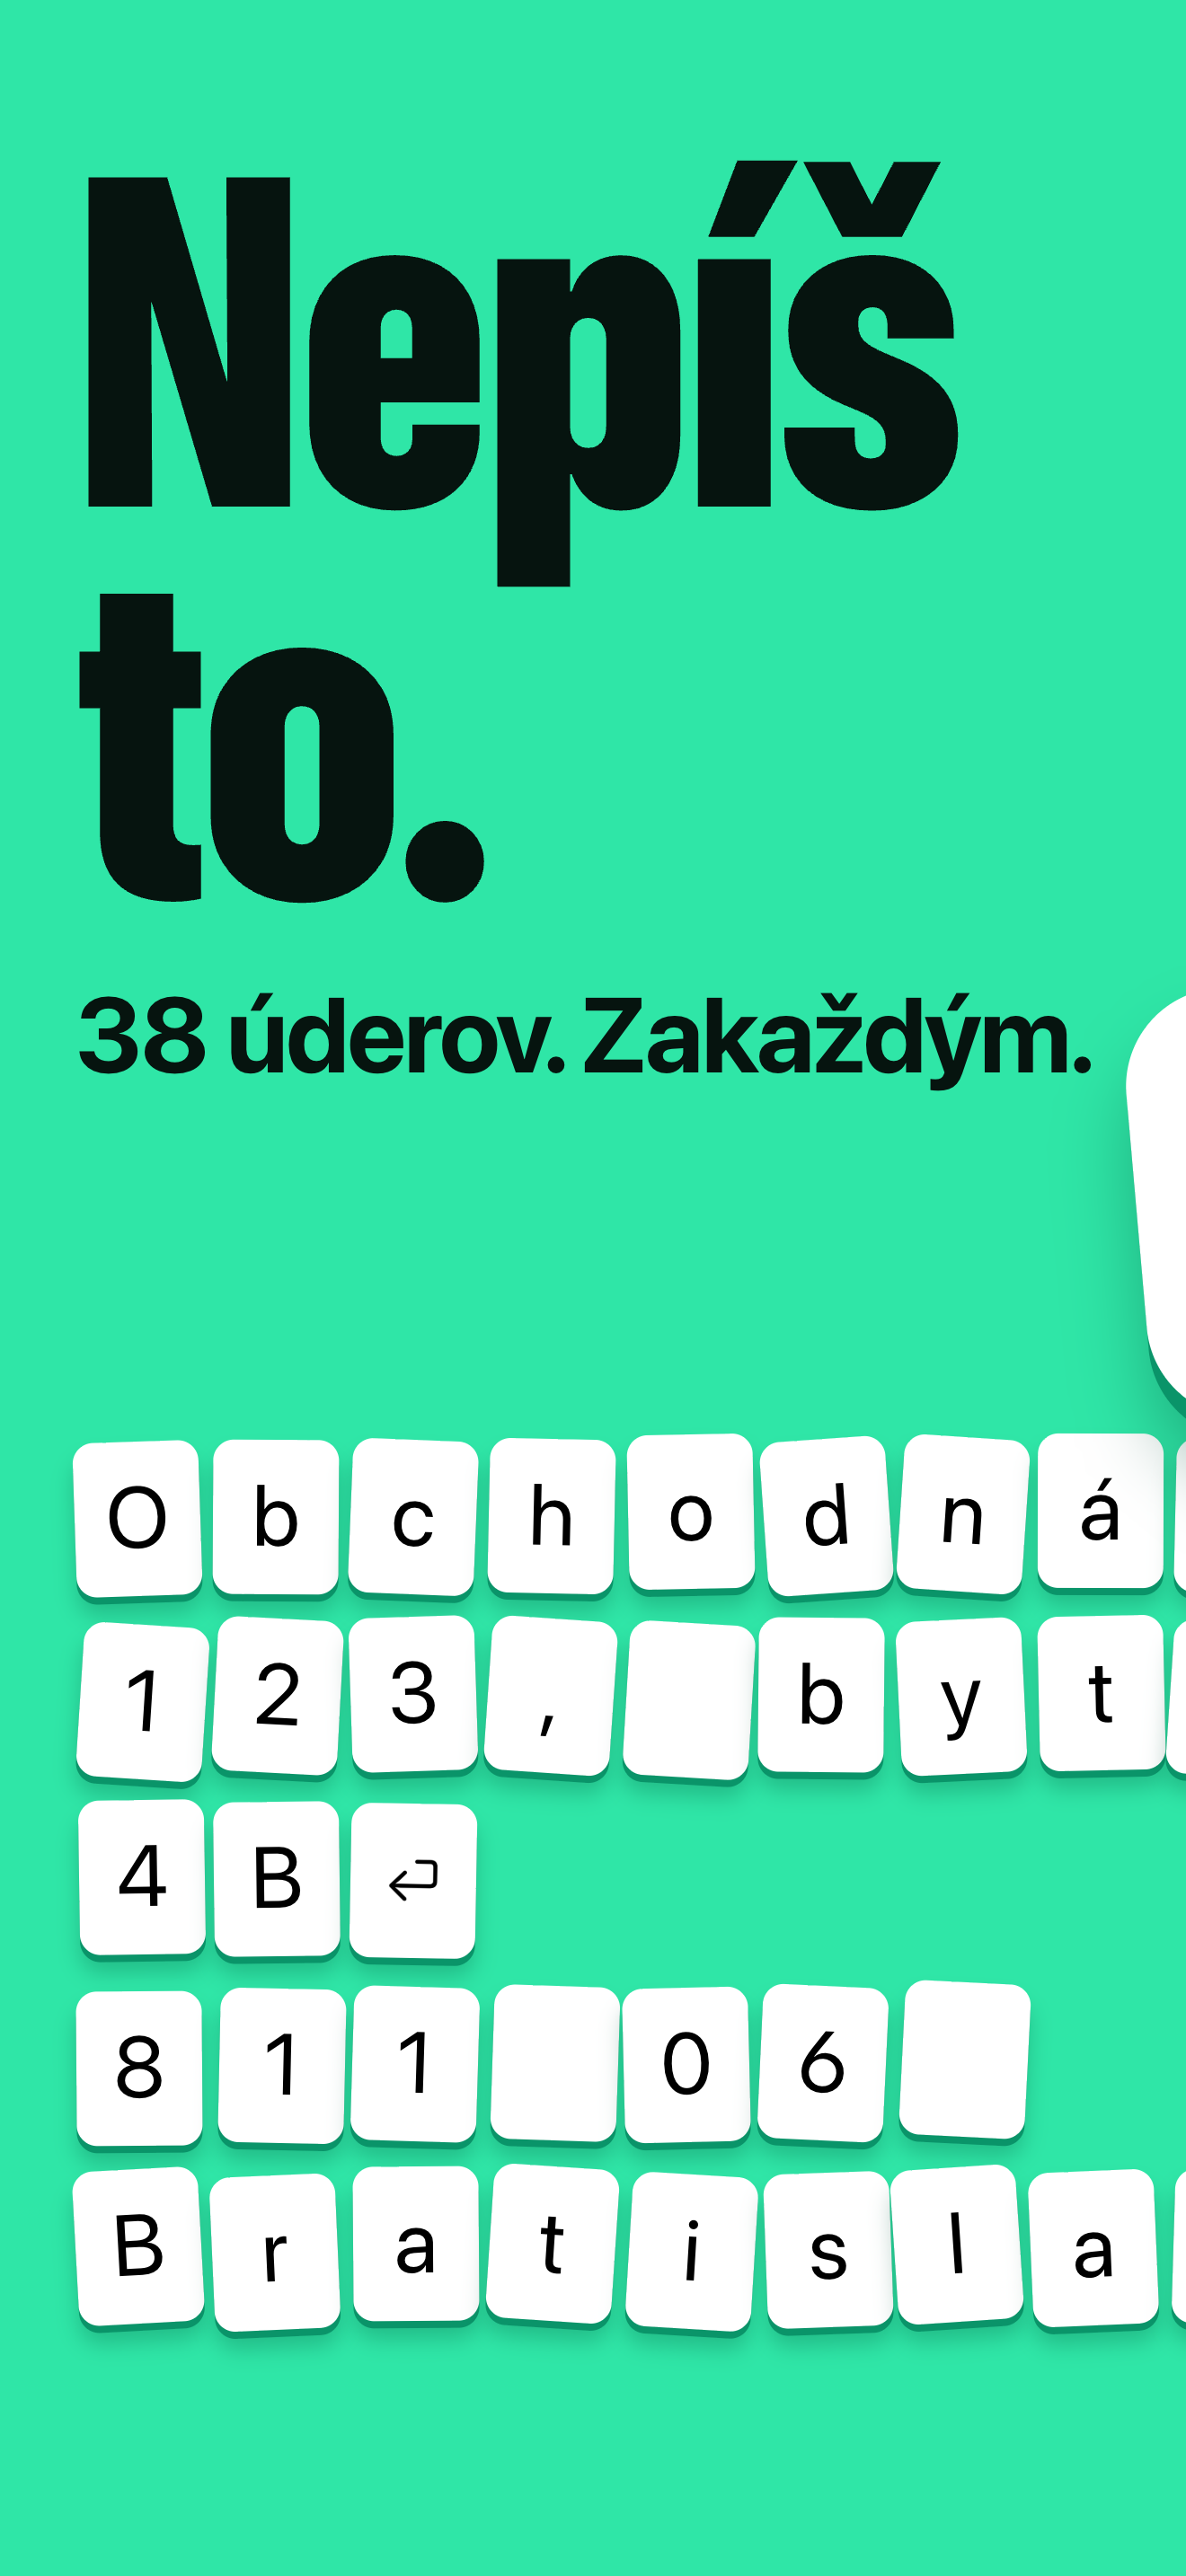 Nepíš
to.
38 úderov. Zakaždým.
Obchodná
123, byt
4B↵
811 06
Bratisla